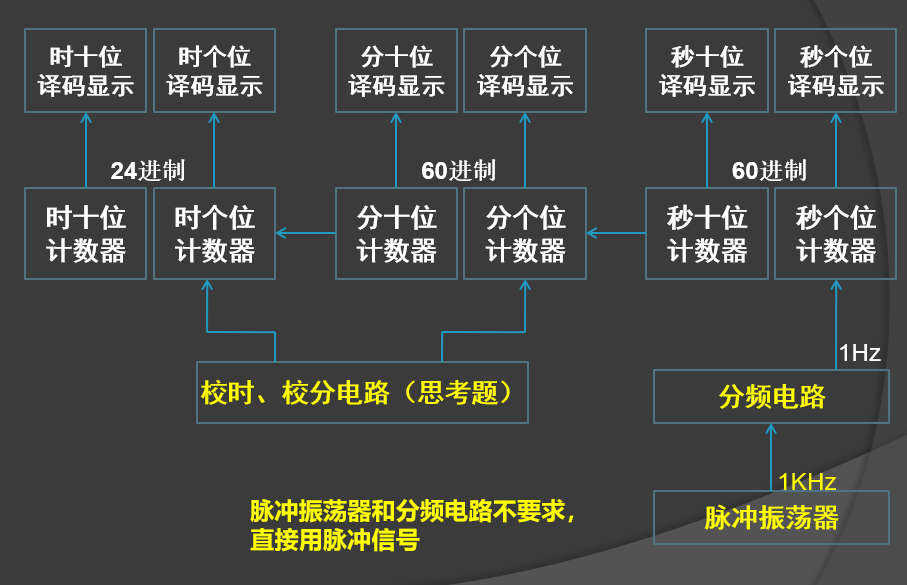 时十位
译码显示
时个位
译码显示
分十位
译码显示
分个位
译码显示
秒十位
译码显示
秒个位
译码显示
24进制
60进制
60进制
时十位
计数器
时个位
计数器
分十位
计数器
分个位
计数器
秒十位
计数器
秒个位
计数器
1Hz
校时、校分电路（思考题）
分频电路
1KHz
脉冲振荡器
脉冲振荡器和分频电路不要求，
直接用脉冲信号